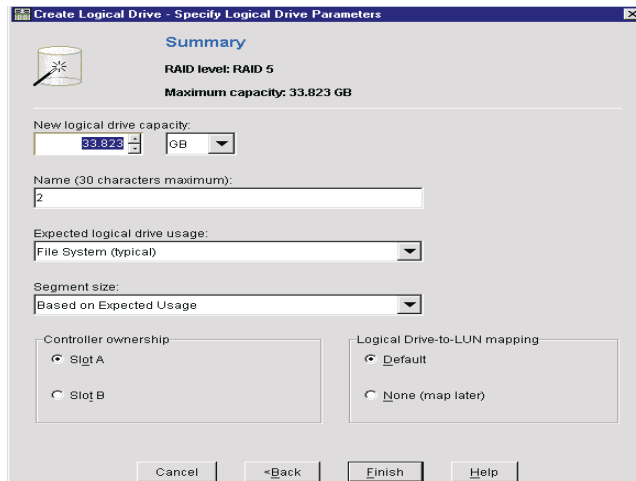 Create Logical Drive - Specify Logical Drive Parameters
Summary
RAID level: RAID 5
Maximum capacity: 33.823 GB
New logical drive capacity:
33.823 GB
Name (30 characters maximum):
2
Expected logical drive usage:
File System (typical)
Segment size:
Based on Expected Usage
Controller ownership
Slot A
Slot B
Logical Drive-to-LUN mapping
Default
None (map later)
Cancel <Back Finish Help